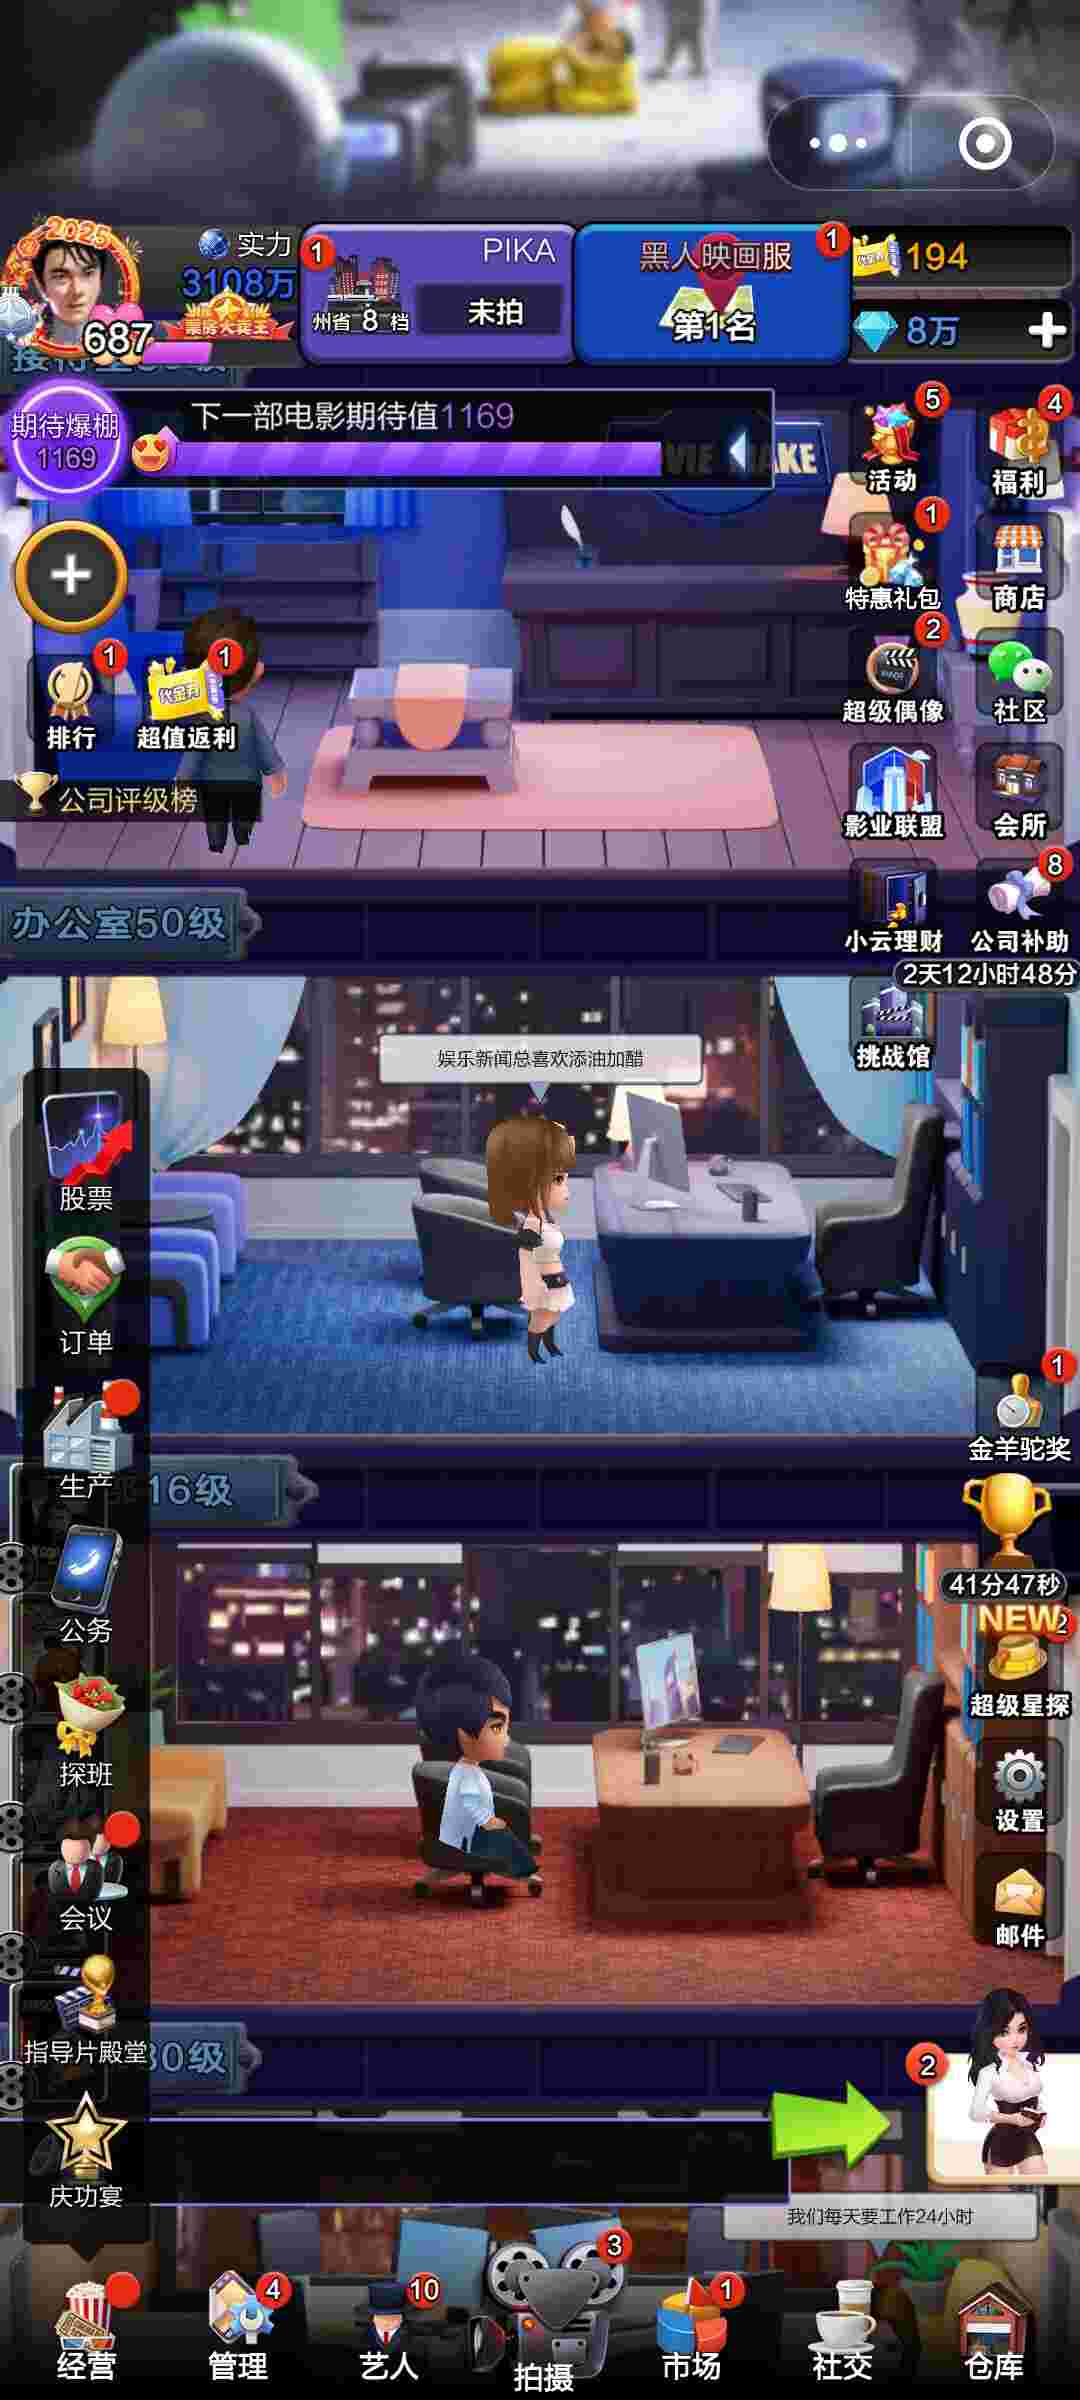 2025
实力
3108万
票房大赛王
687
1
PIKA
州省 8 档
未拍
黑人映画服
1
第1名
代金券
194
8万
期待爆棚
1169
下一部电影期待值1169
5
活动
4
福利
1
特惠礼包
商店
2
超级偶像
社区
1
排行
1
代金券
超值返利
公司评级榜
影业联盟
会所
小云理财
8
公司补助
2天12小时48分
挑战馆
办公室50级
娱乐新闻总喜欢添油加醋
股票
订单
生产
16级
公务
探班
会议
指导片殿堂
30级
庆功宴
1
金羊驼奖
41分47秒
NEW
2
超级星探
设置
邮件
2
我们每天要工作24小时
经营
4
管理
10
艺人
3
拍摄
1
市场
社交
仓库